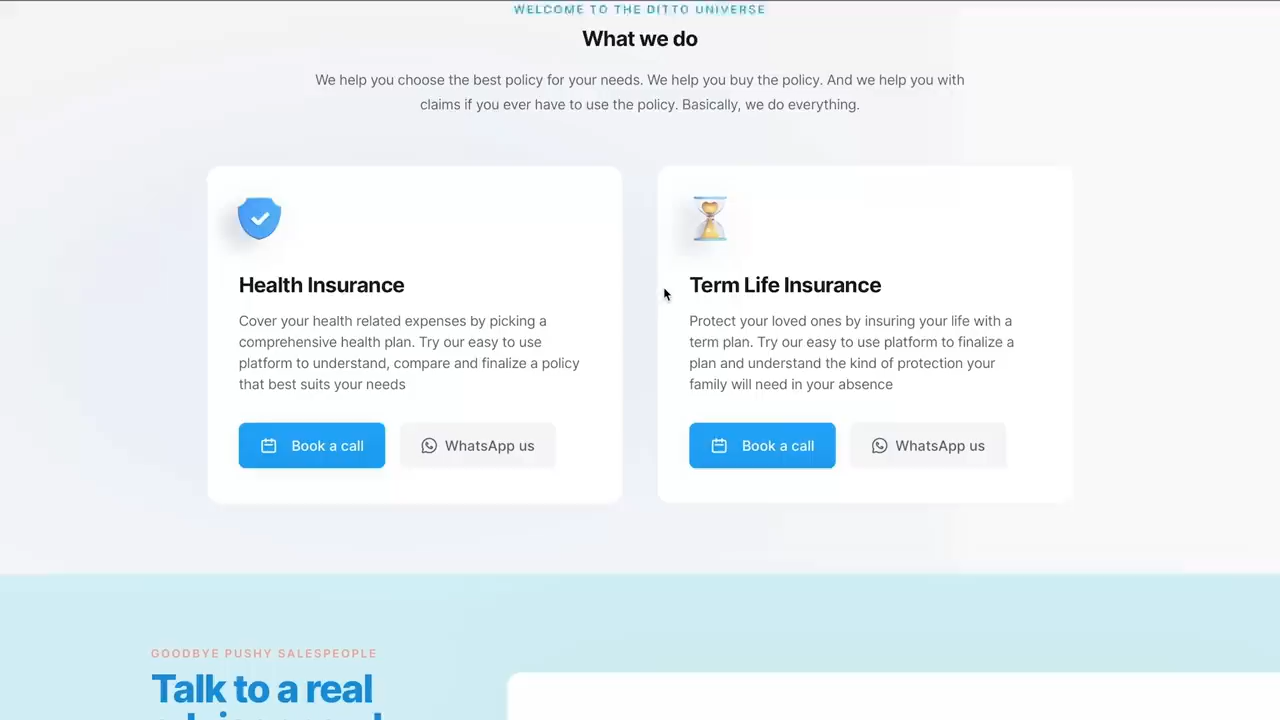 WELCOME TO THE DITTO UNIVERSE
What we do
We help you choose the best policy for your needs. We help you buy the policy. And we help you with
claims if you ever have to use the policy. Basically, we do everything.
Health Insurance
Cover your health related expenses by picking a
comprehensive health plan. Try our easy to use
platform to understand, compare and finalize a policy
that best suits your needs
Book a call
WhatsApp us
Term Life Insurance
Protect your loved ones by insuring your life with a
term plan. Try our easy to use platform to finalize a
plan and understand the kind of protection your
family will need in your absence
Book a call
WhatsApp us
GOODBYE PUSHY SALESPEOPLE
Talk to a real